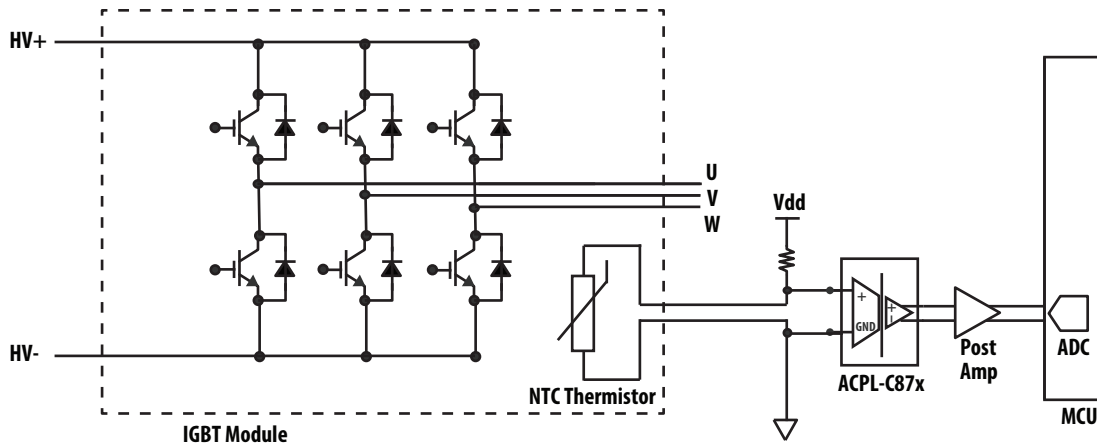 HV+
U
V
W
Vdd
+
+
–
GND
HV-
NTC Thermistor
ACPL-C87x
Post
Amp
ADC
MCU
IGBT Module